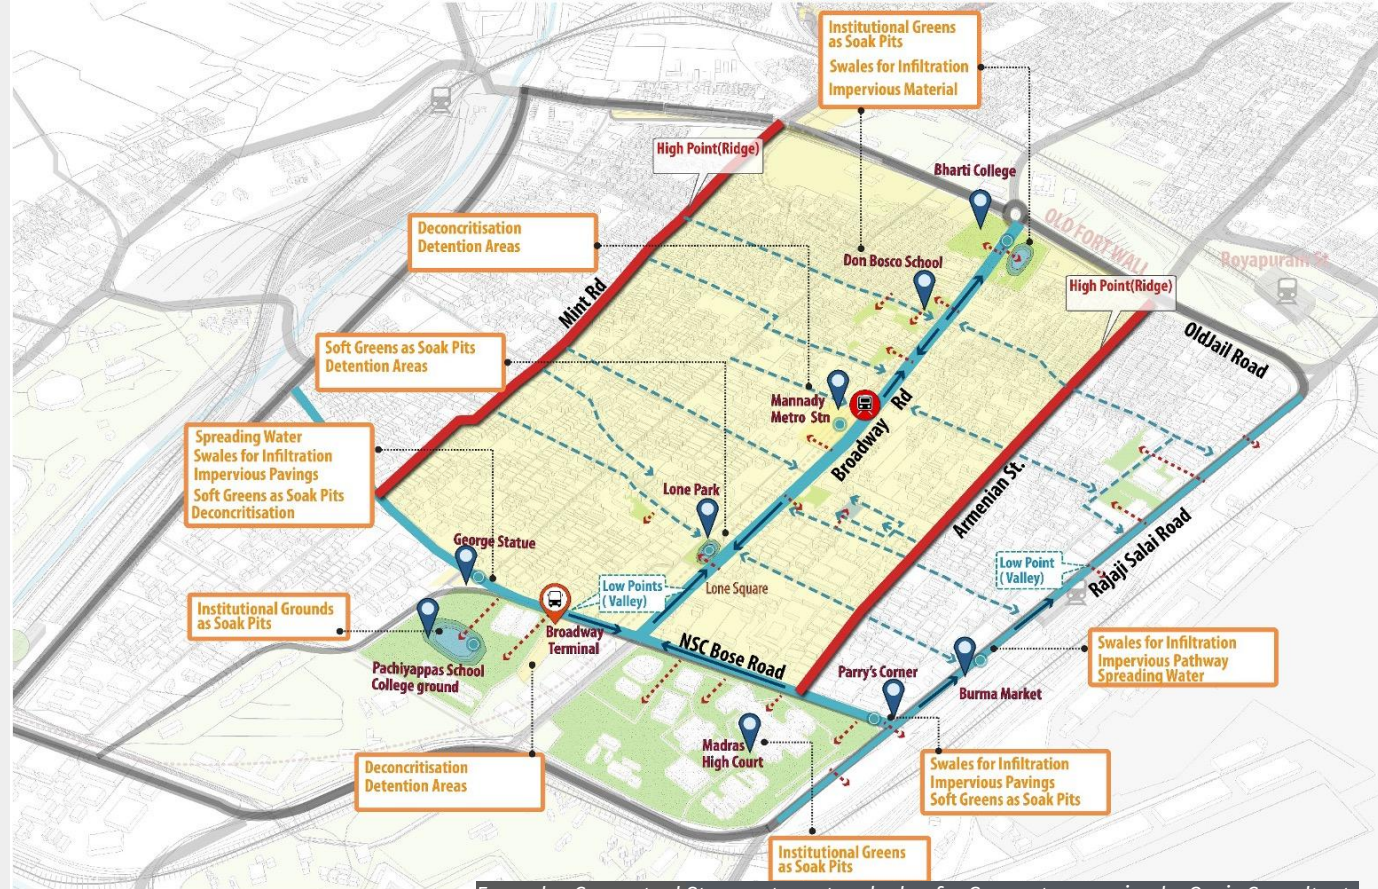 Institutional Greens
as Soak Pits
Swales for Infiltration
Impervious Material
High Point(Ridge)
Bharti College
OLD FORT WALL
Royapuram St
Deconcritisation
Detention Areas
Don Bosco School
High Point(Ridge)
Mint Rd
OldJail Road
Soft Greens as Soak Pits
Detention Areas
Mannady
Metro Stn
Broadway Rd
Spreading Water
Swales for Infiltration
Impervious Pavings
Soft Greens as Soak Pits
Deconcritisation
Lone Park
Armenian St.
George Statue
Low Points
(Valley)
Lone Square
Low Point
(Valley)
Rajaji Salai Road
Institutional Grounds
as Soak Pits
Broadway
Terminal
NSC Bose Road
Pachiyappas School
College ground
Parry's Corner
Burma Market
Swales for Infiltration
Impervious Pathway
Spreading Water
Madras
High Court
Deconcritisation
Detention Areas
Swales for Infiltration
Impervious Pavings
Soft Greens as Soak Pits
Institutional Greens
as Soak Pits